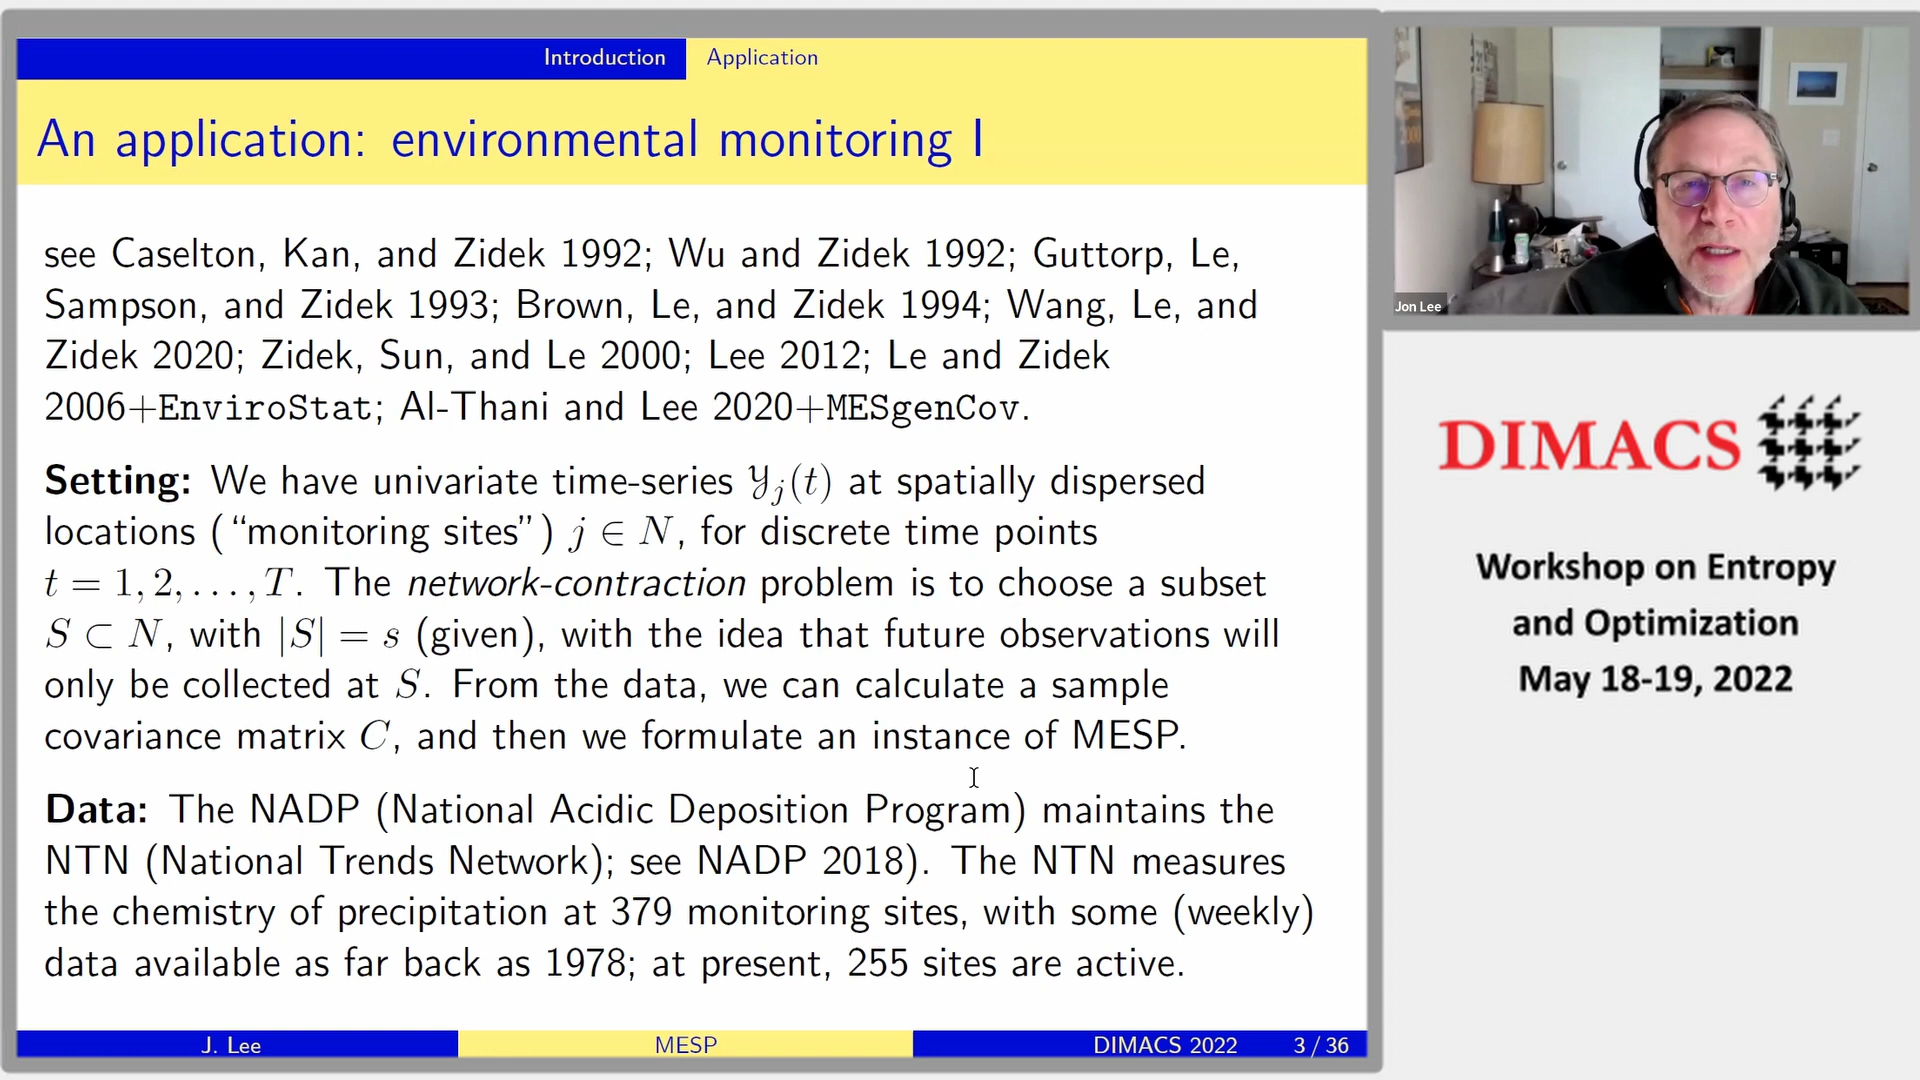 Introduction Application
An application: environmental monitoring I
see Caselton, Kan, and Zidek 1992; Wu and Zidek 1992; Guttorp, Le,
Sampson, and Zidek 1993; Brown, Le, and Zidek 1994; Wang, Le, and
Zidek 2020; Zidek, Sun, and Le 2000; Lee 2012; Le and Zidek
2006+EnviroStat; Al-Thani and Lee 2020+MESgenCov.
Setting: We have univariate time-series 𝒴_j(t) at spatially dispersed
locations (“monitoring sites”) j ∈ N, for discrete time points
t = 1, 2, . . . , T. The network-contraction problem is to choose a subset
S ⊂ N, with |S| = s (given), with the idea that future observations will
only be collected at S. From the data, we can calculate a sample
covariance matrix C, and then we formulate an instance of MESP.
Data: The NADP (National Acidic Deposition Program) maintains the
NTN (National Trends Network); see NADP 2018). The NTN measures
the chemistry of precipitation at 379 monitoring sites, with some (weekly)
data available as far back as 1978; at present, 255 sites are active.
J. Lee MESP DIMACS 2022 3 / 36
Jon Lee
DIMACS
Workshop on Entropy
and Optimization
May 18-19, 2022